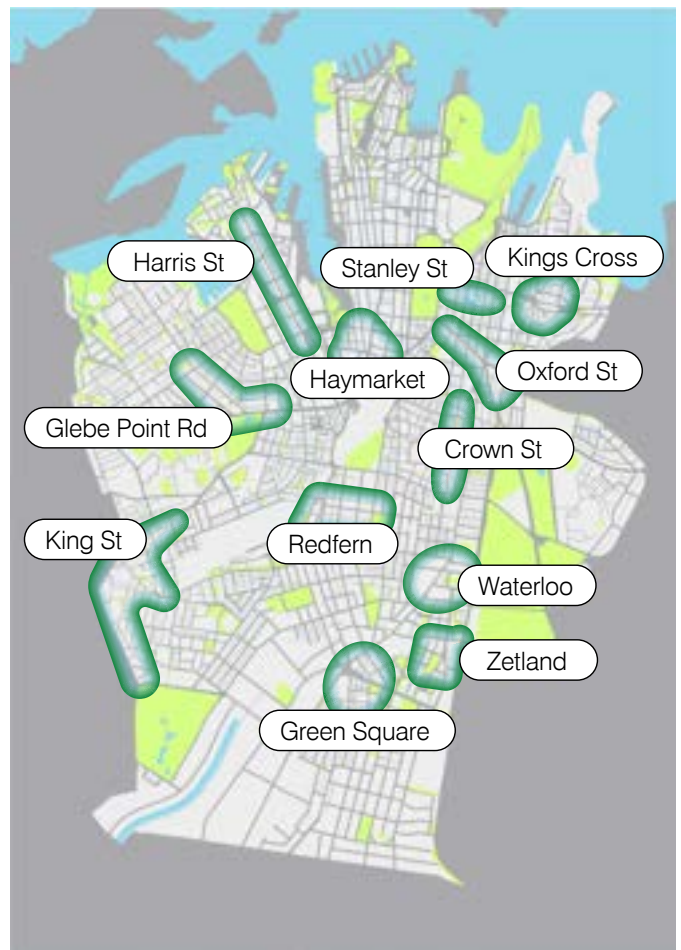 Kings Cross
Harris St
Stanley St
Oxford St
Haymarket
Glebe Point Rd
Crown St
King St
Redfern
Waterloo
Zetland
Green Square